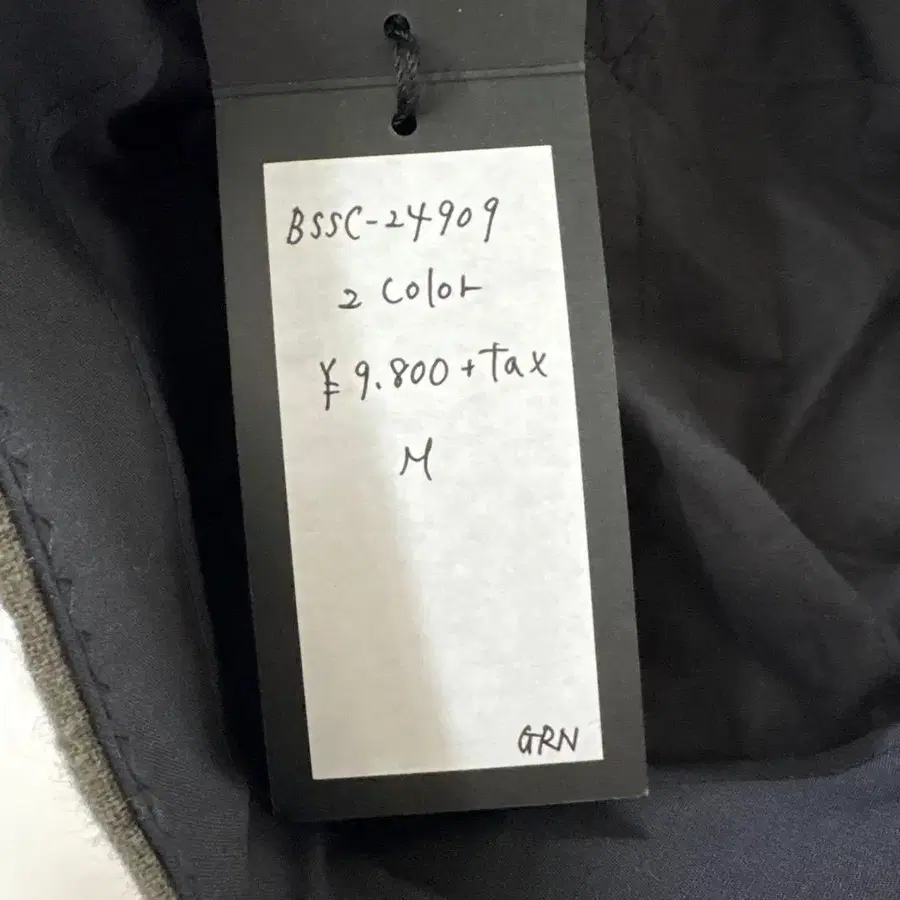 BSSC-24909
2 Color
¥ 9.800 + Tax
M
GRN